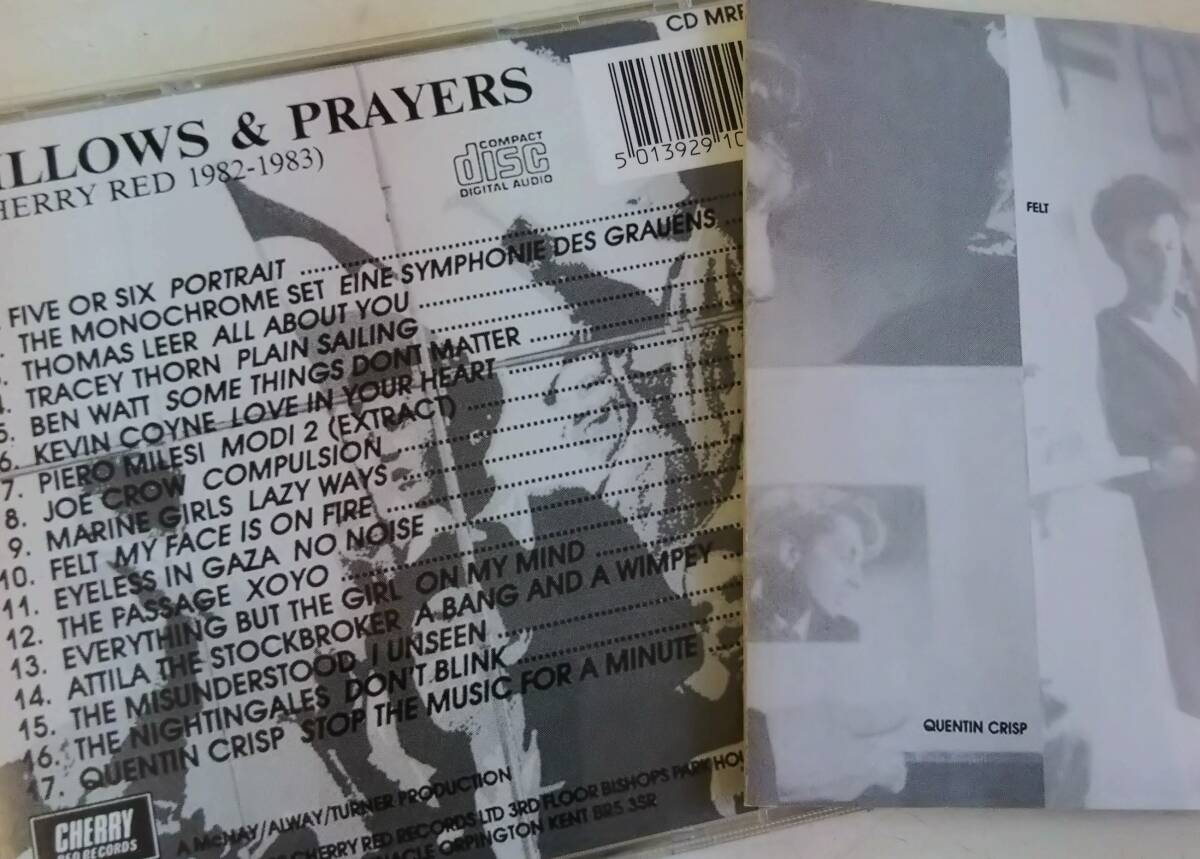 CD MRE
ILLOWS & PRAYERS
HERRY RED 1982-1983)
COMPACT
disc
DIGITAL AUDIO
5 013929 10
FIVE OR SIX PORTRAIT
THE MONOCHROME SET EINE SYMPHONIE DES GRAUENS
THOMAS LEER ALL ABOUT YOU
4. TRACEY THORN PLAIN SAILING
5. BEN WATT SOME THINGS DONT MATTER
6. KEVIN COYNE LOVE IN YOUR HEART
7. PIERO MILESI MODI 2 (EXTRACT)
8. JOE CROW COMPULSION
9. MARINE GIRLS LAZY WAYS
10. FELT MY FACE IS ON FIRE
11. EYELESS IN GAZA NO NOISE
12. THE PASSAGE XOYO
13. EVERYTHING BUT THE GIRL ON MY MIND
14. ATTILA THE STOCKBROKER A BANG AND A WIMPEY
15. THE MISUNDERSTOOD I UNSEEN
16. THE NIGHTINGALES DON'T BLINK
17. QUENTIN CRISP STOP THE MUSIC FOR A MINUTE
CHERRY
RED RECORDS
A McNAY/ALWAY/TURNER PRODUCTION
CHERRY RED RECORDS LTD 3RD FLOOR BISHOPS PARK HOU
NACLE ORPINGTON KENT BR5 3SR
FELT
QUENTIN CRISP